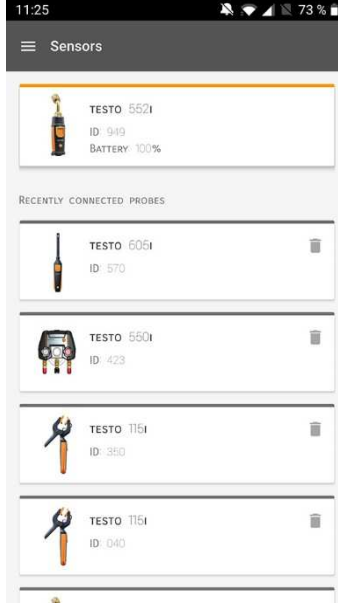 11:25
73 %
Sensors
TESTO 552I
ID: 949
BATTERY: 100%
RECENTLY CONNECTED PROBES
TESTO 605I
ID: 570
TESTO 550I
ID: 423
TESTO 115I
ID: 350
TESTO 115I
ID: 040